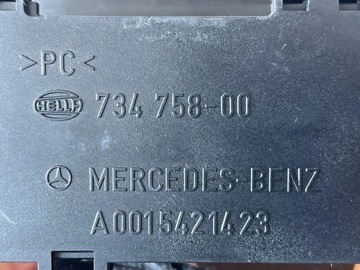 >PC<
HELLA 734 758-00
MERCEDES-BENZ
A0015421423